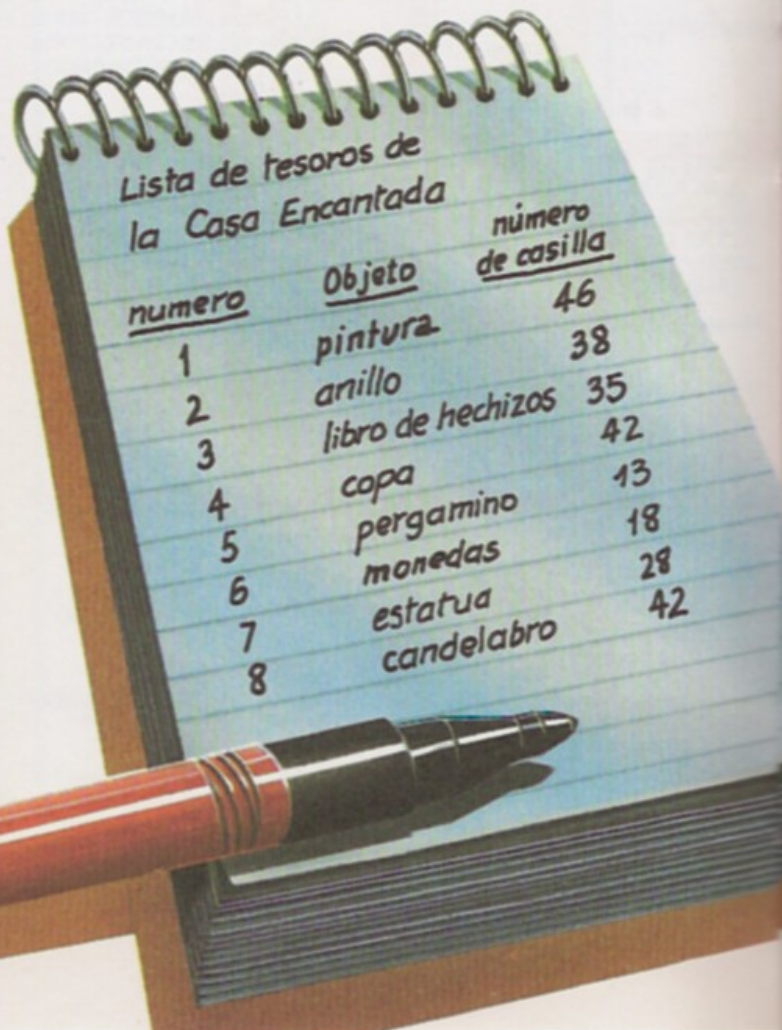 Lista de tesoros de
la Casa Encantada
numero Objeto número
de casilla
1 pintura 46
2 anillo 38
3 libro de hechizos 35
4 copa 42
5 pergamino 13
6 monedas 18
7 estatua 28
8 candelabro 42